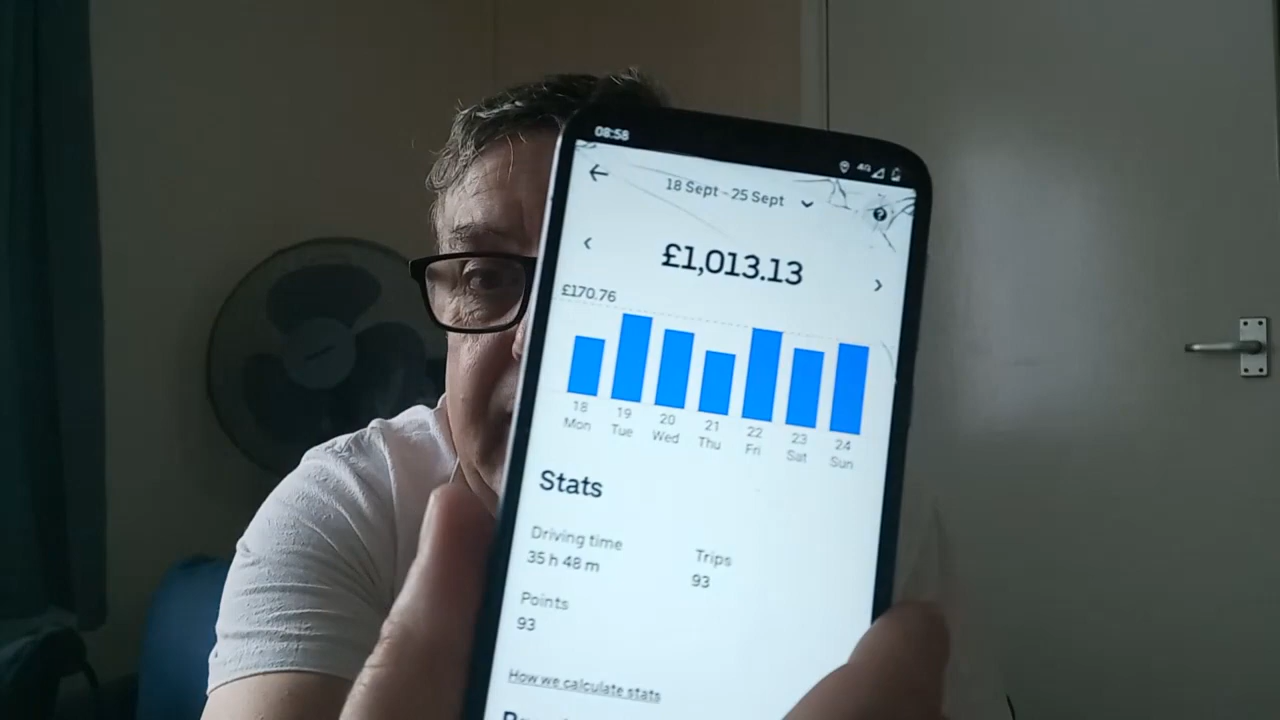 08:58
4G
18 Sept - 25 Sept
?
£1,013.13
£170.76
18 19 20 21 22 23 24
Mon Tue Wed Thu Fri Sat Sun
Stats
Driving time Trips
35 h 48 m 93
Points
93
How we calculate stats